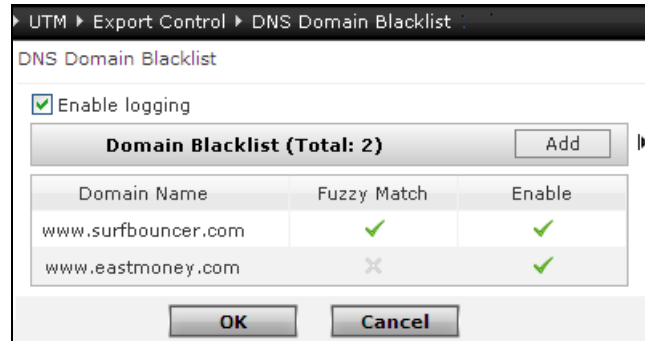 UTM Export Control DNS Domain Blacklist
DNS Domain Blacklist
Enable logging
Domain Blacklist (Total: 2) Add
Domain Name Fuzzy Match Enable
www.surfbouncer.com
www.eastmoney.com
OK Cancel